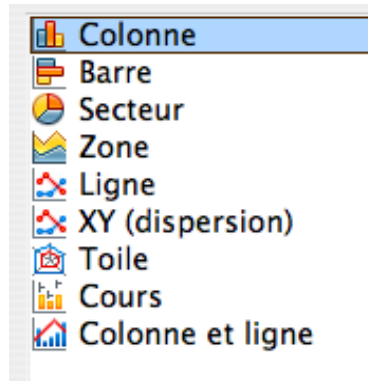 Colonne
Barre
Secteur
Zone
Ligne
XY (dispersion)
Toile
Cours
Colonne et ligne